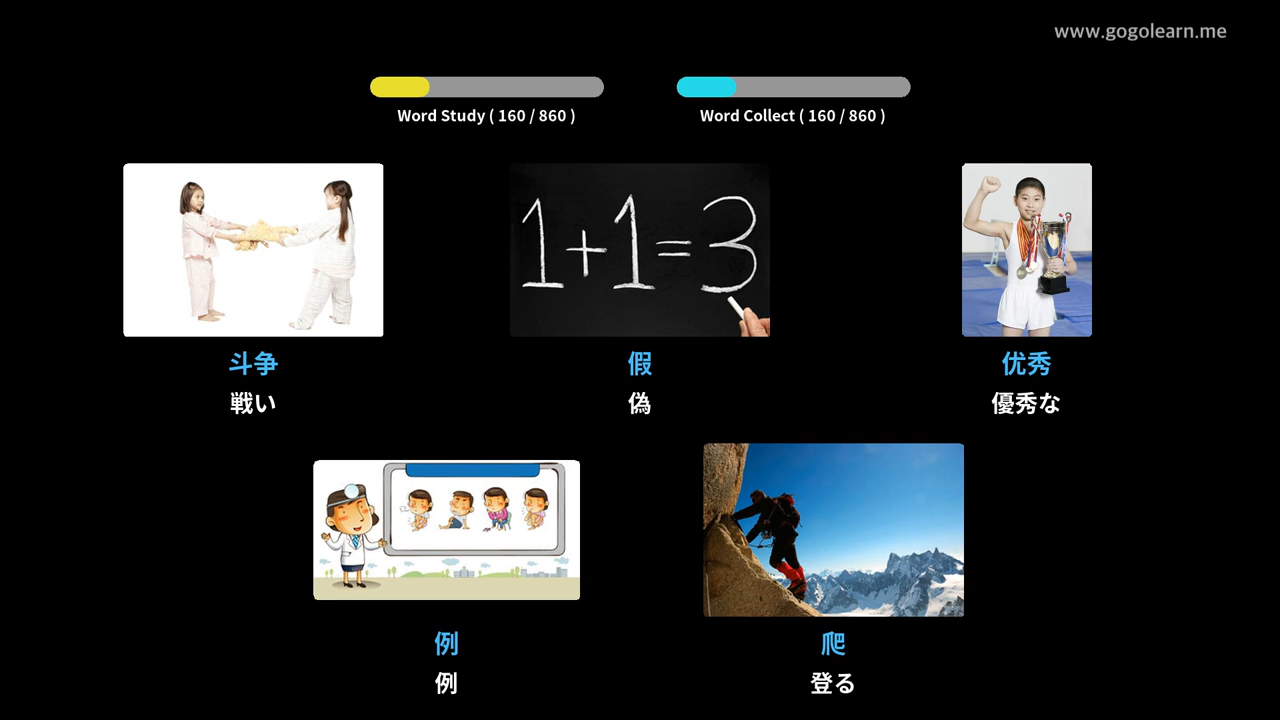 www.gogolearn.me
Word Study ( 160 / 860 )
Word Collect ( 160 / 860 )
1+1=3
斗争
假
优秀
戦い
偽
優秀な
例
爬
例
登る